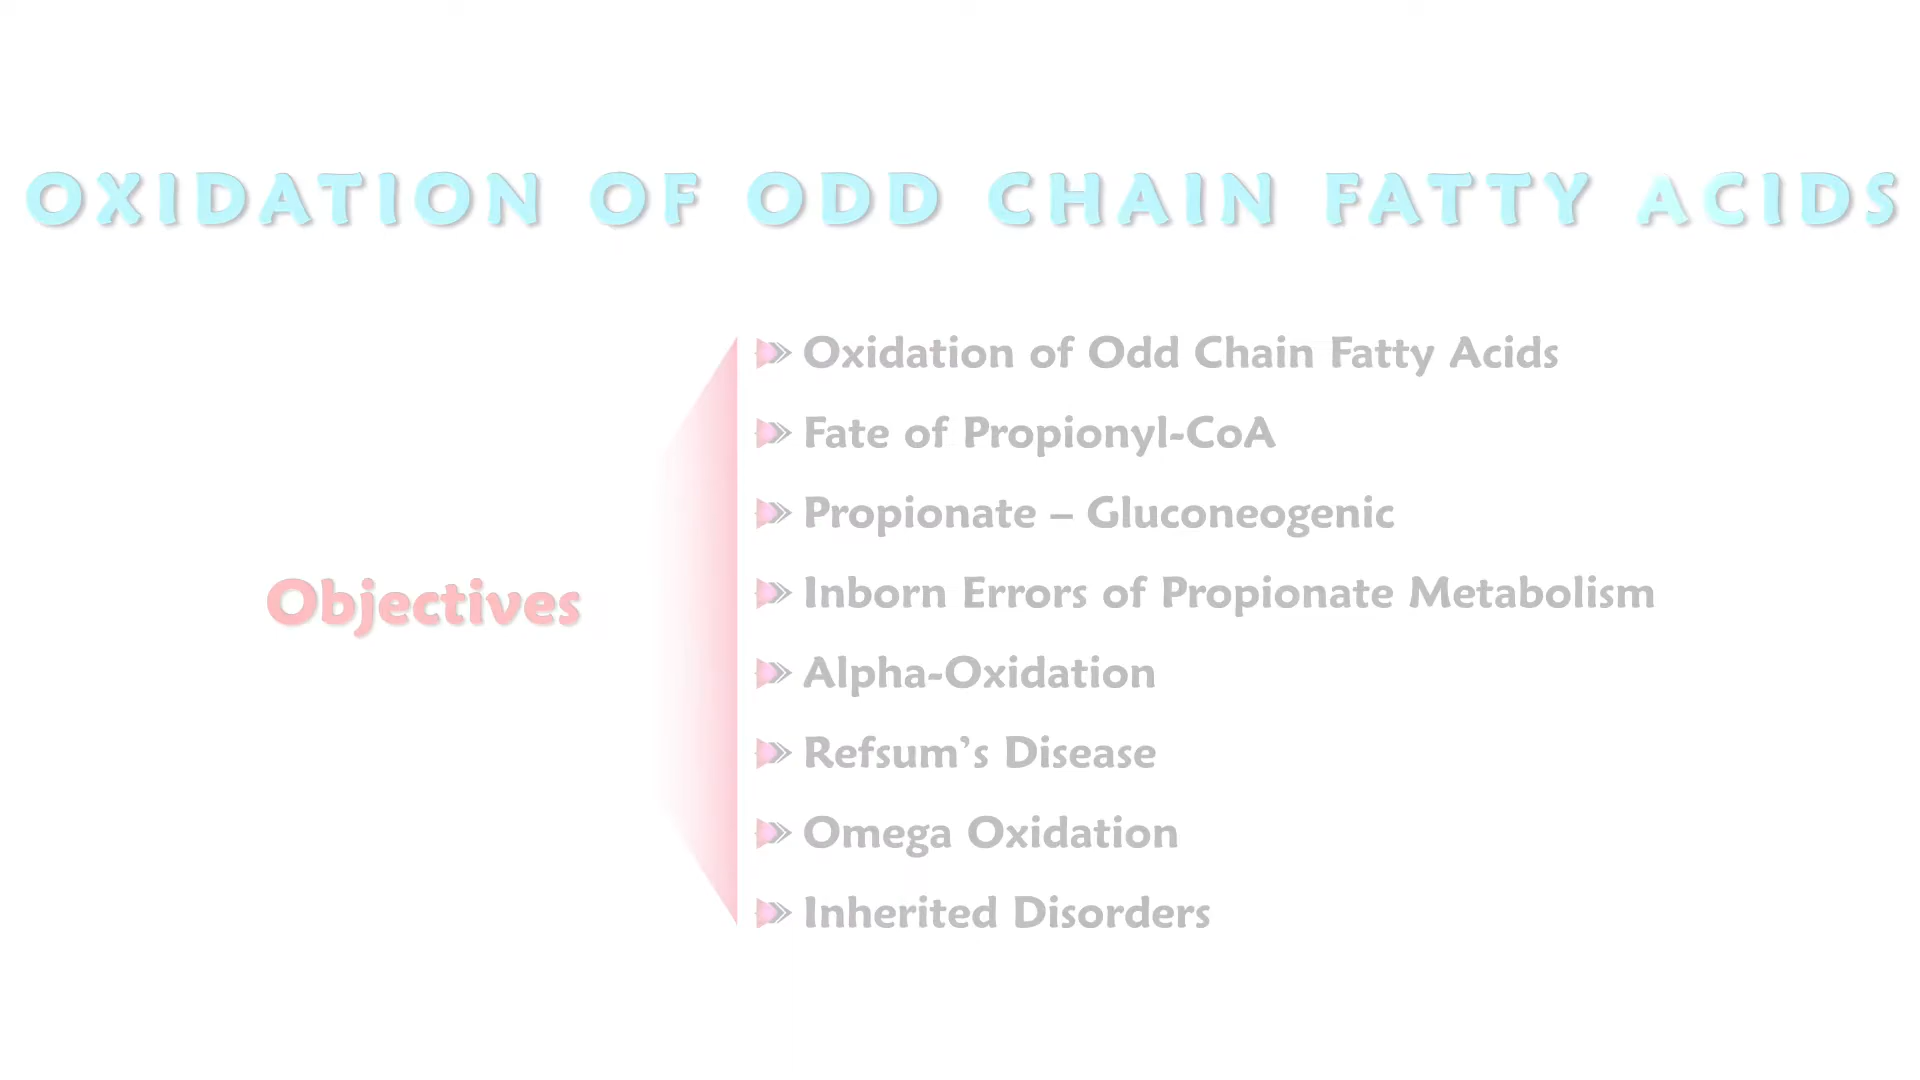 OXIDATION OF ODD CHAIN FATTY ACIDS
Objectives
Oxidation of Odd Chain Fatty Acids
Fate of Propionyl-CoA
Propionate – Gluconeogenic
Inborn Errors of Propionate Metabolism
Alpha-Oxidation
Refsum’s Disease
Omega Oxidation
Inherited Disorders